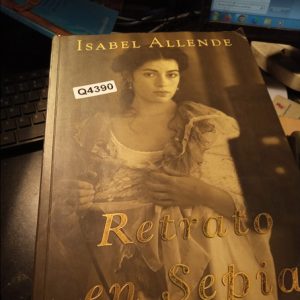 ISABEL ALLENDE
Q4390
Retrato
en Sepia